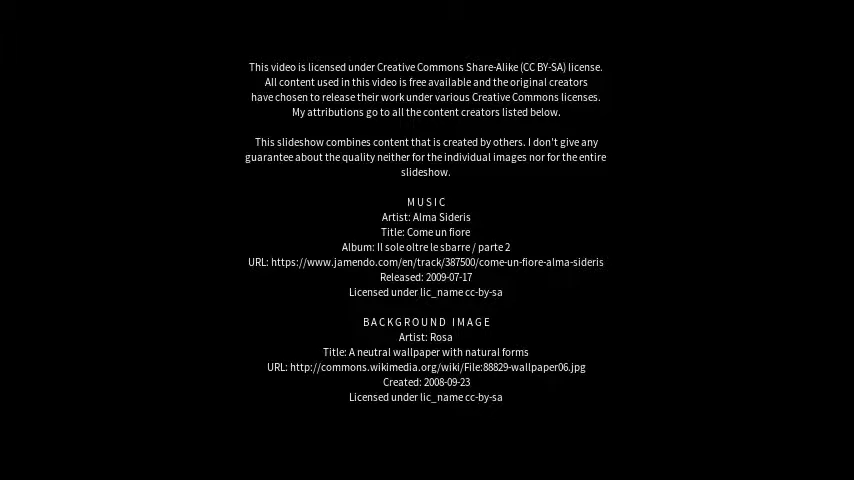 This video is licensed under Creative Commons Share-Alike (CC BY-SA) license.
All content used in this video is free available and the original creators
have chosen to release their work under various Creative Commons licenses.
My attributions go to all the content creators listed below.
This slideshow combines content that is created by others. I don't give any
guarantee about the quality neither for the individual images nor for the entire
slideshow.
MUSIC
Artist: Alma Sideris
Title: Come un fiore
Album: Il sole oltre le sbarre / parte 2
URL: https://www.jamendo.com/en/track/387500/come-un-fiore-alma-sideris
Released: 2009-07-17
Licensed under lic_name cc-by-sa
BACKGROUND IMAGE
Artist: Rosa
Title: A neutral wallpaper with natural forms
URL: http://commons.wikimedia.org/wiki/File:88829-wallpaper06.jpg
Created: 2008-09-23
Licensed under lic_name cc-by-sa